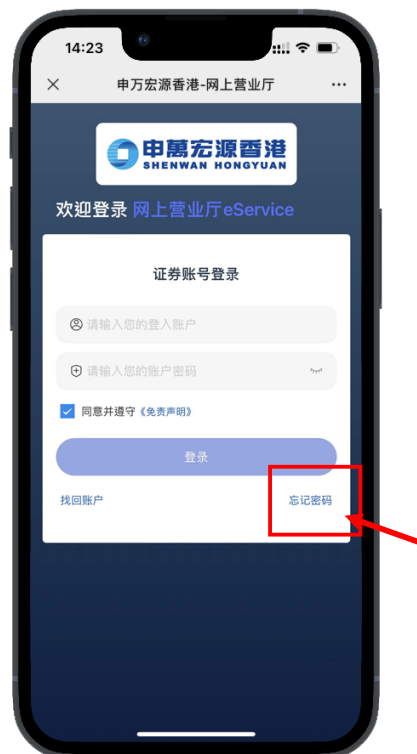 14:23
申万宏源香港-网上营业厅
申萬宏源香港
SHENWAN HONGYUAN
欢迎登录 网上营业厅eService
证券账号登录
请输入您的登入账户
请输入您的账户密码
同意并遵守《免责声明》
登录
找回账户 忘记密码